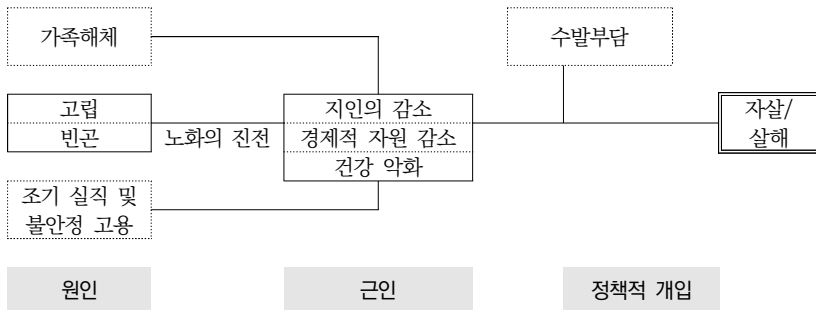 가족해체
수발부담
고립
빈곤
노화의 진전
지인의 감소
경제적 자원 감소
건강 악화
자살/
살해
조기 실직 및
불안정 고용
원인
근인
정책적 개입